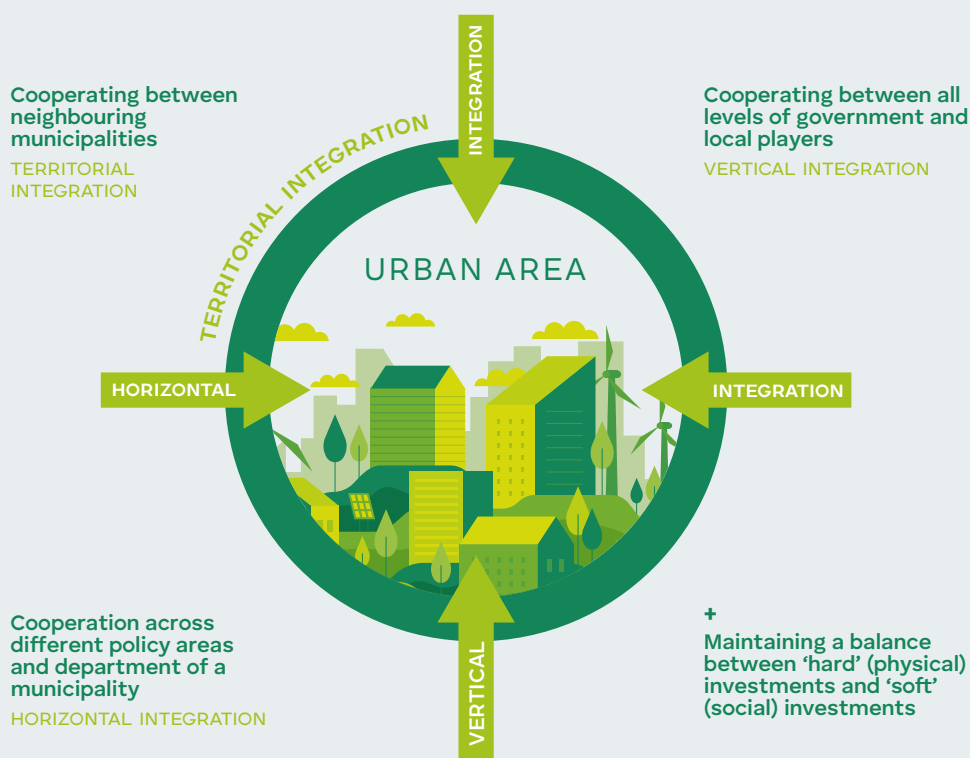 INTEGRATION
Cooperating between
neighbouring
municipalities
TERRITORIAL
INTEGRATION
Cooperating between all
levels of government and
local players
VERTICAL INTEGRATION
TERRITORIAL INTEGRATION
URBAN AREA
HORIZONTAL
INTEGRATION
Cooperation across
different policy areas
and department of a
municipality
HORIZONTAL INTEGRATION
VERTICAL
+
Maintaining a balance
between ‘hard’ (physical)
investments and ‘soft’
(social) investments